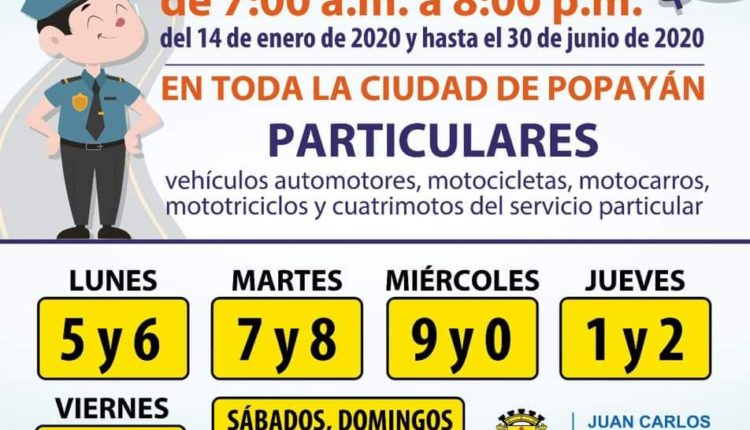 de 7:00 a.m. a 8:00 p.m.
del 14 de enero de 2020 y hasta el 30 de junio de 2020
EN TODA LA CIUDAD DE POPAYÁN
PARTICULARES
vehículos automotores, motocicletas, motocarros,
mototriciclos y cuatrimotos del servicio particular
LUNES MARTES MIÉRCOLES JUEVES
5 y 6 7 y 8 9 y 0 1 y 2
VIERNES
SÁBADOS, DOMINGOS
JUAN CARLOS